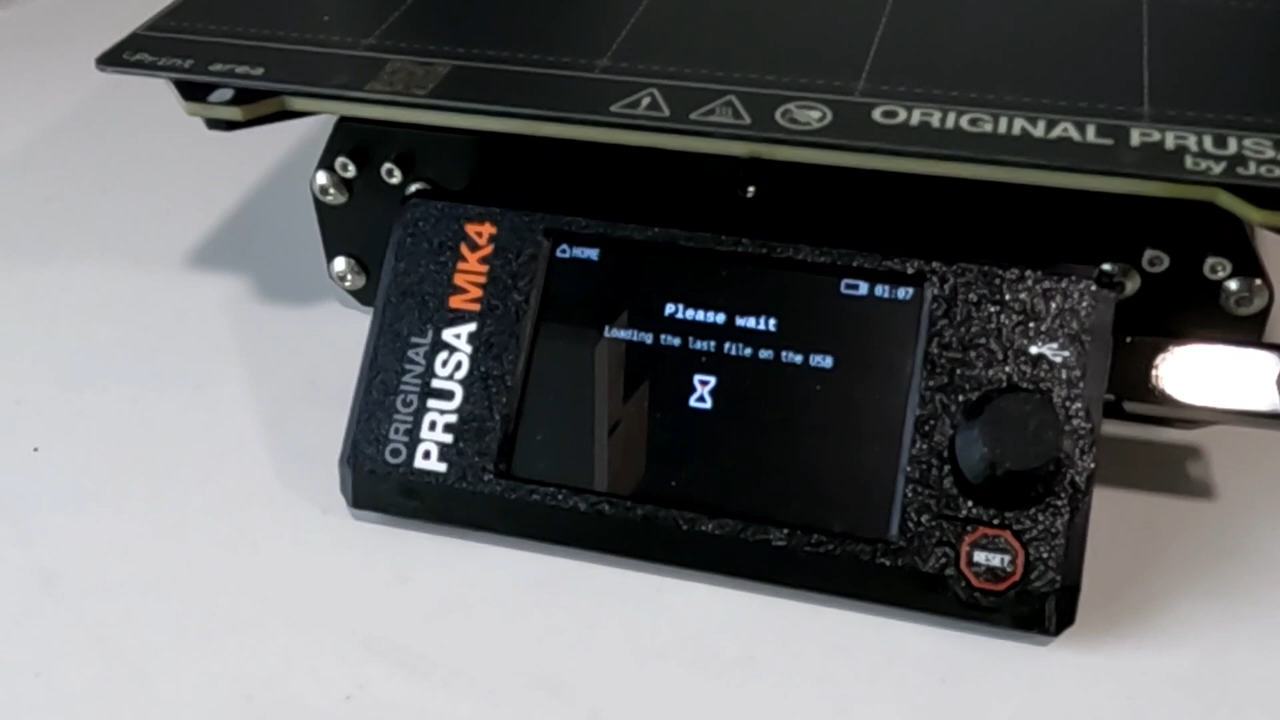 Print area
ORIGINAL PRUS
by Jo
ORIGINAL
PRUSA MK4
HOME
01:07
Please wait
Loading the last file on the USB
RESET